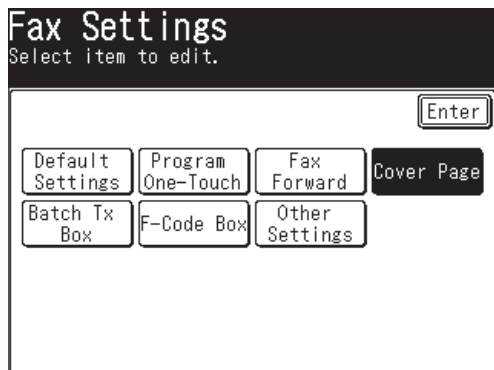 Fax Settings
Select item to edit.
Enter
Default Settings
Program One-Touch
Fax Forward
Cover Page
Batch Tx Box
F-Code Box
Other Settings